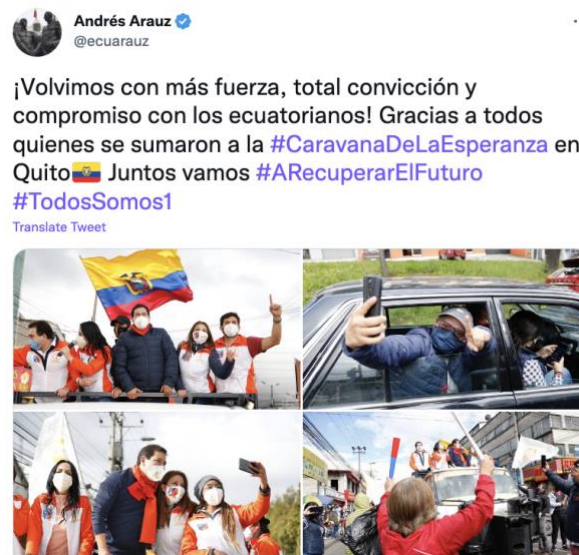 Andrés Arauz
@ecuarauz
¡Volvimos con más fuerza, total convicción y
compromiso con los ecuatorianos! Gracias a todos
quienes se sumaron a la #CaravanaDeLaEsperanza en
Quito🇪🇨 Juntos vamos #ARecuperarElFuturo
#TodosSomos1
Translate Tweet